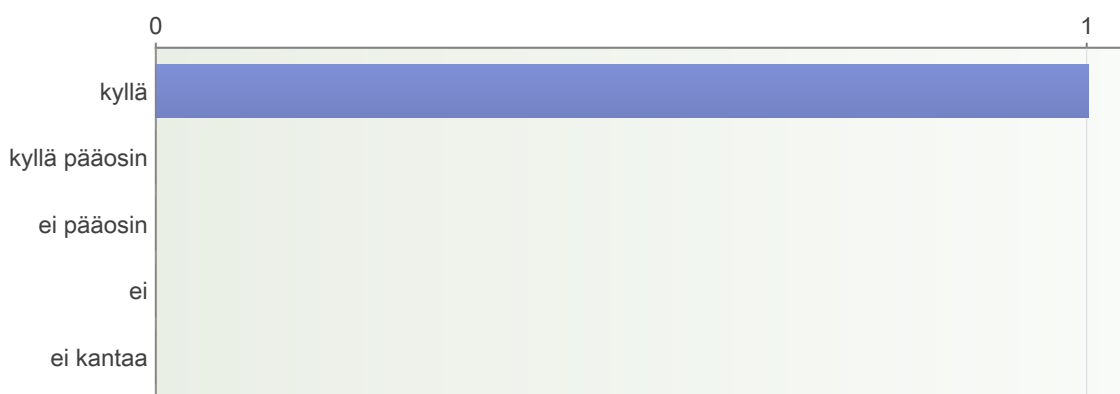 0 1
kyllä
kyllä pääosin
ei pääosin
ei
ei kantaa